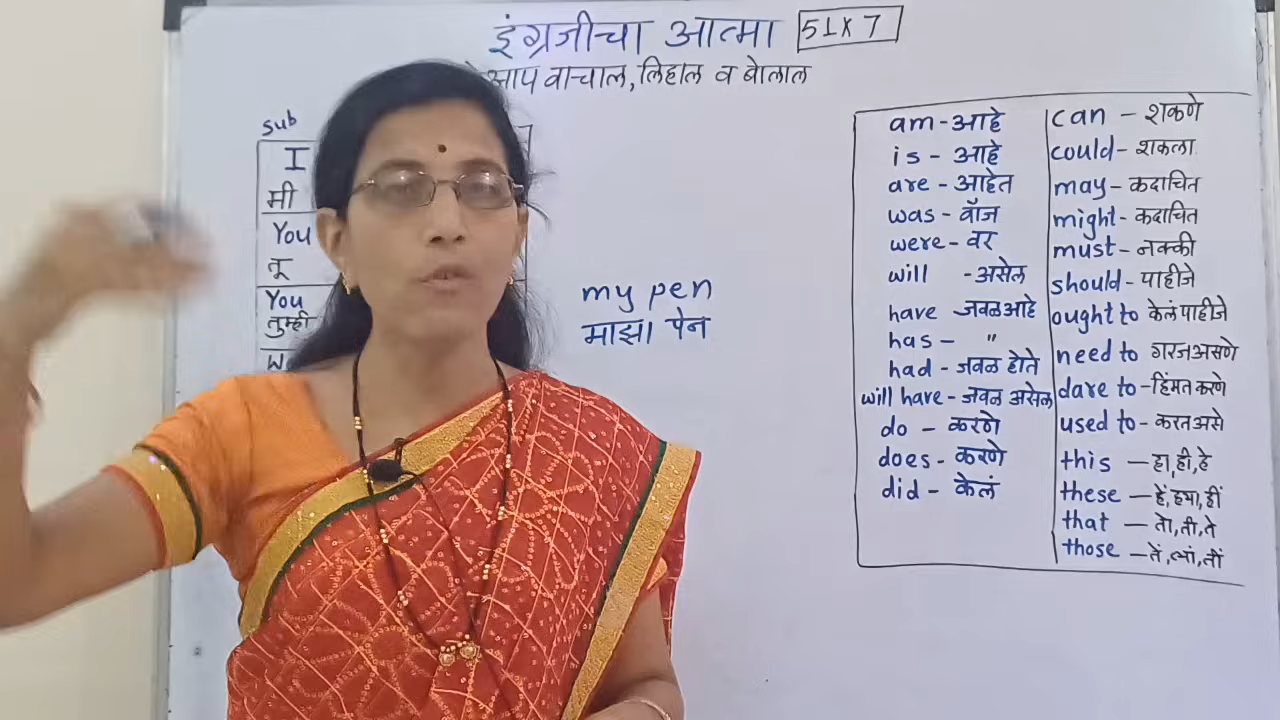 इंग्रजीचा आत्मा 51X7
आप वाचाल, लिहाल व बोलाल
Sub
I
मी
You
तू
You
तुम्ही
my pen
माझा पेन
am - आहे
is - आहे
are - आहेत
was - वॉज
were - वर
will - असेल
have जवळ आहे
has - "
had - जवळ होते
will have - जवळ असेल
do - करणे
does - करणे
did - केलं
can - शकणे
could - शकला
may - कदाचित
might - कदाचित
must - नक्की
should - पाहीजे
ought to केलं पाहीजे
need to गरज असणे
dare to - हिंमत करणे
used to - करत असे
this - हा, ही, हे
these - हे, ह्या, हीं
that - तो, ती, ते
those - तें, त्यां, तीं